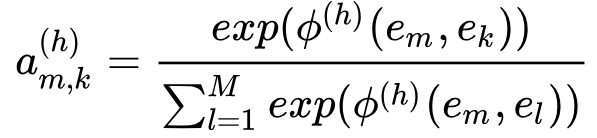 a_{m,k}^{(h)} = \frac{exp(\phi^{(h)}(e_m, e_k))}{\sum_{l=1}^{M} exp(\phi^{(h)}(e_m, e_l))}